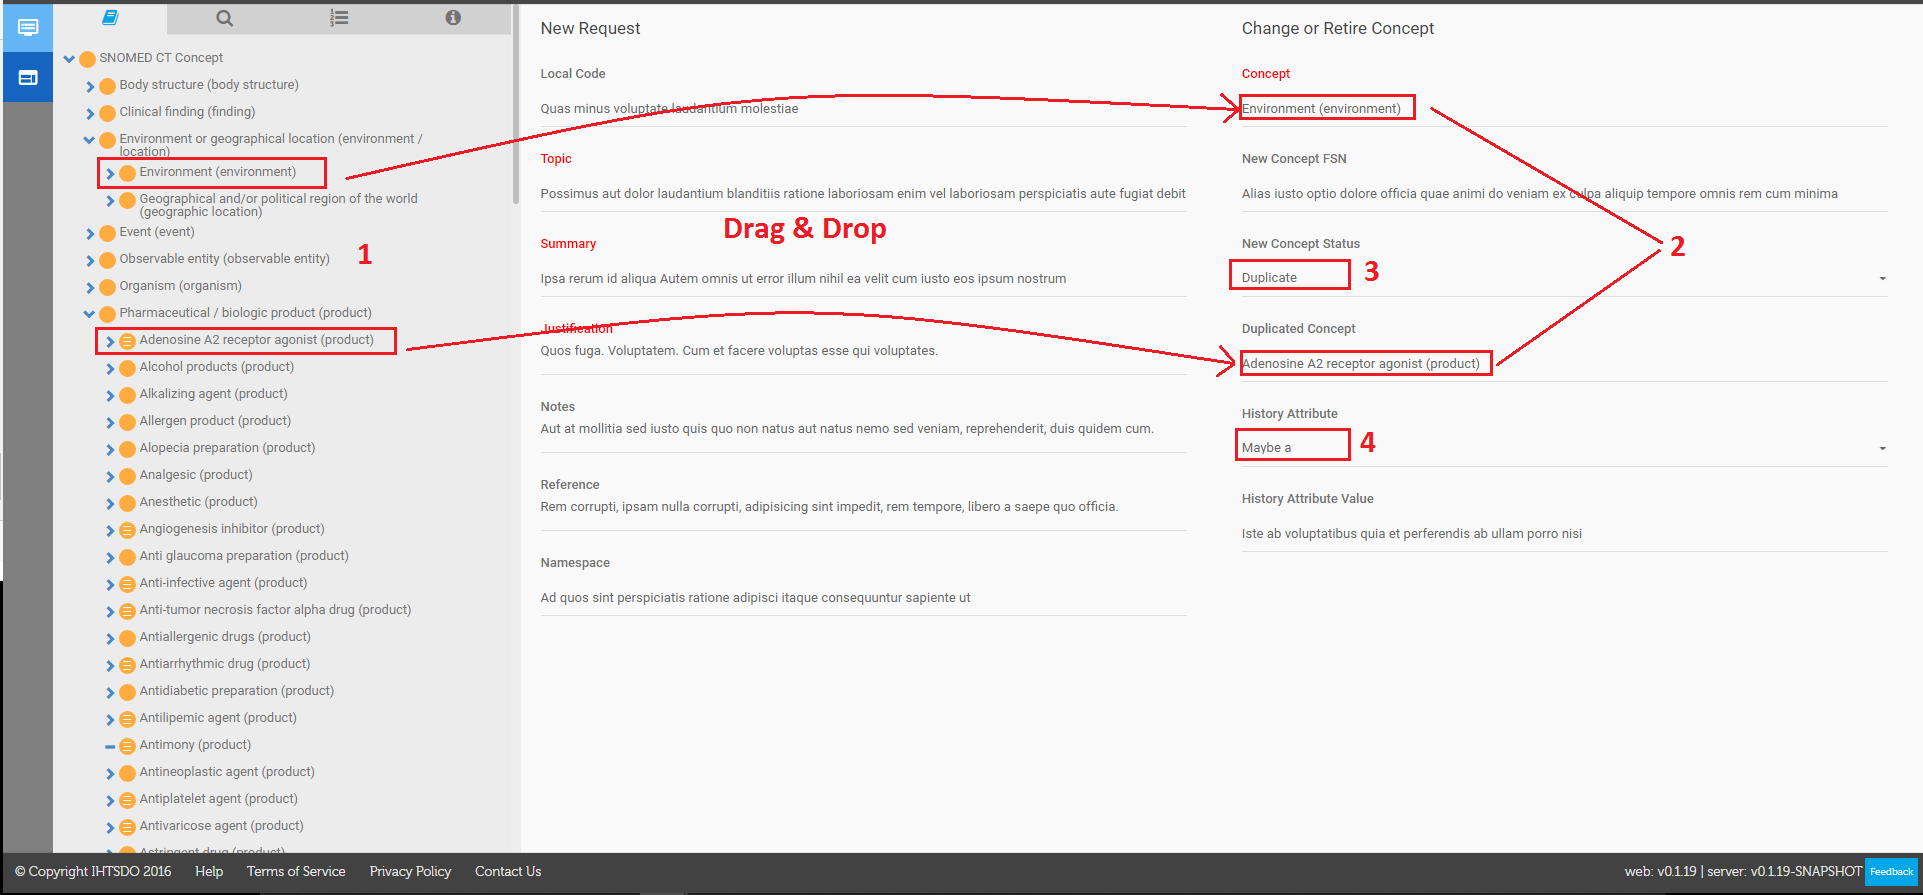 SNOMED CT Concept
Body structure (body structure)
Clinical finding (finding)
Environment or geographical location (environment /
location)
Environment (environment)
Geographical and/or political region of the world
(geographic location)
Event (event)
1
Observable entity (observable entity)
Organism (organism)
Pharmaceutical / biologic product (product)
Adenosine A2 receptor agonist (product)
Alcohol products (product)
Alkalizing agent (product)
Allergen product (product)
Alopecia preparation (product)
Analgesic (product)
Anesthetic (product)
Angiogenesis inhibitor (product)
Anti glaucoma preparation (product)
Anti-infective agent (product)
Anti-tumor necrosis factor alpha drug (product)
Antiallergenic drugs (product)
Antiarrhythmic drug (product)
Antidiabetic preparation (product)
Antilipemic agent (product)
Antimony (product)
Antineoplastic agent (product)
Antiplatelet agent (product)
Antivaricose agent (product)
Astringent drug (product)
New Request
Local Code
Quas minus voluptate laudantium molestiae
Topic
Possimus aut dolor laudantium blanditiis ratione laboriosam enim vel laboriosam perspiciatis aute fugiat debit
Drag & Drop
Summary
Ipsa rerum id aliqua Autem omnis ut error illum nihil ea velit cum iusto eos ipsum nostrum
Justification
Quos fuga. Voluptatem. Cum et facere voluptas esse qui voluptates.
Notes
Aut at mollitia sed iusto quis quo non natus aut natus nemo sed veniam, reprehenderit, duis quidem cum.
Reference
Rem corrupti, ipsam nulla corrupti, adipisicing sint impedit, rem tempore, libero a saepe quo officia.
Namespace
Ad quos sint perspiciatis ratione adipisci itaque consequuntur sapiente ut
Change or Retire Concept
Concept
Environment (environment)
New Concept FSN
Alias iusto optio dolore officia quae animi do veniam ex culpa aliquip tempore omnis rem cum minima
New Concept Status
2
Duplicate
3
Duplicated Concept
Adenosine A2 receptor agonist (product)
History Attribute
Maybe a
4
History Attribute Value
Iste ab voluptatibus quia et perferendis ab ullam porro nisi
© Copyright IHTSDO 2016 Help Terms of Service Privacy Policy Contact Us
web: v0.1.19 | server: v0.1.19-SNAPSHOT
Feedback